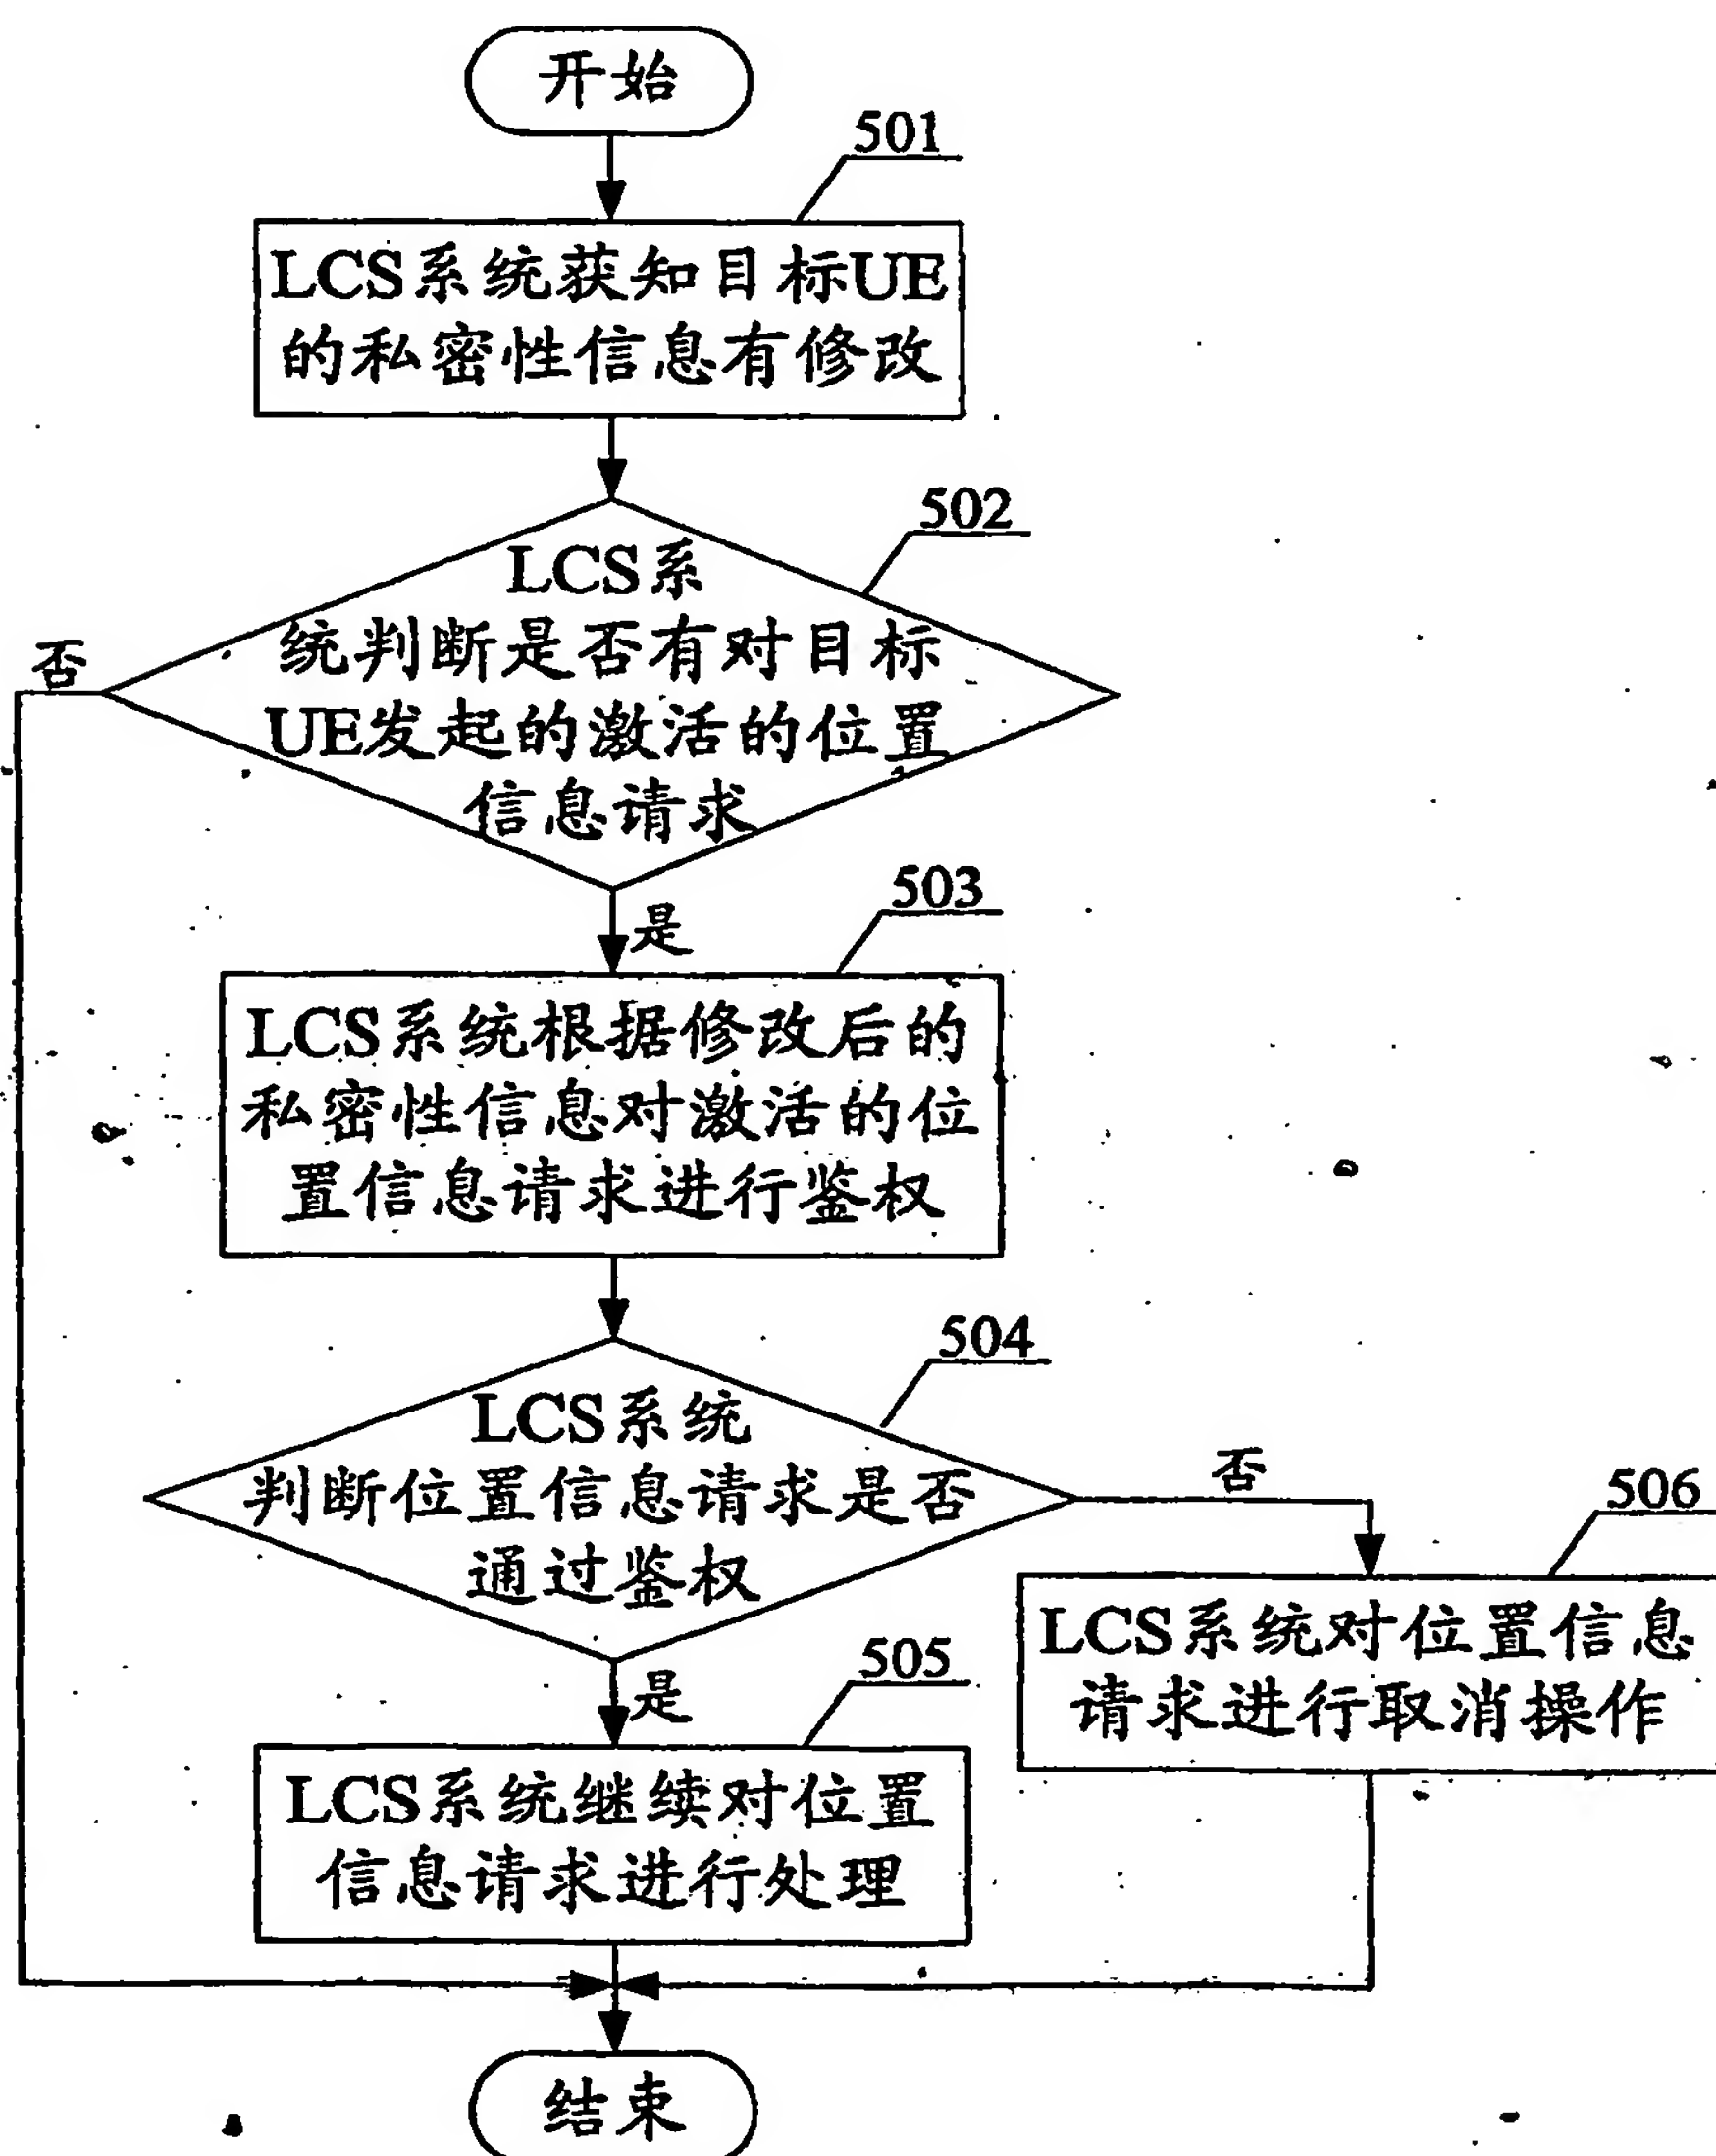 开始
501
LCS系统获知目标UE
的私密性信息有修改
502
LCS系
统判断是否有对目标
UE发起的激活的位置
信息请求
否
503
是
LCS系统根据修改后的
私密性信息对激活的位
置信息请求进行鉴权
504
LCS系统
判断位置信息请求是否
通过鉴权
否
506
LCS系统对位置信息
请求进行取消操作
是
505
LCS系统继续对位置
信息请求进行处理
结束